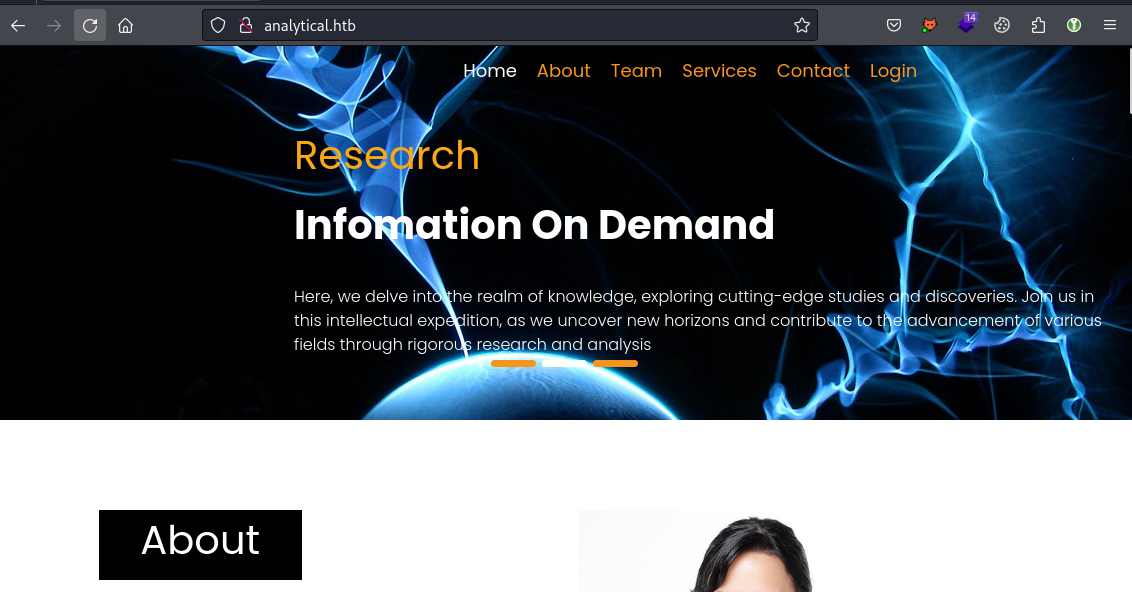 analytical.htb
14
Home About Team Services Contact Login
Research
Infomation On Demand
Here, we delve into the realm of knowledge, exploring cutting-edge studies and discoveries. Join us in
this intellectual expedition, as we uncover new horizons and contribute to the advancement of various
fields through rigorous research and analysis
About